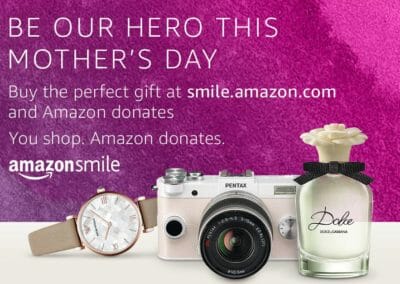 BE OUR HERO THIS
MOTHER'S DAY
Buy the perfect gift at smile.amazon.com
and Amazon donates
You shop. Amazon donates.
amazonsmile
PENTAX
Dolce
DOLCE&GABBANA